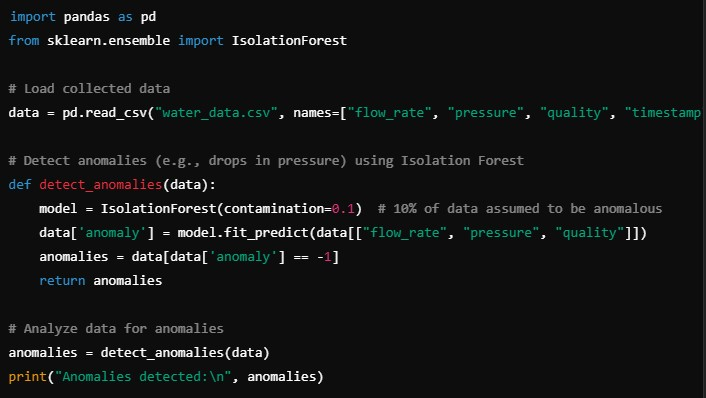 import pandas as pd
from sklearn.ensemble import IsolationForest
# Load collected data
data = pd.read_csv("water_data.csv", names=["flow_rate", "pressure", "quality", "timestamp
# Detect anomalies (e.g., drops in pressure) using Isolation Forest
def detect_anomalies(data):
    model = IsolationForest(contamination=0.1)  # 10% of data assumed to be anomalous
    data['anomaly'] = model.fit_predict(data[["flow_rate", "pressure", "quality"]])
    anomalies = data[data['anomaly'] == -1]
    return anomalies
# Analyze data for anomalies
anomalies = detect_anomalies(data)
print("Anomalies detected:\n", anomalies)